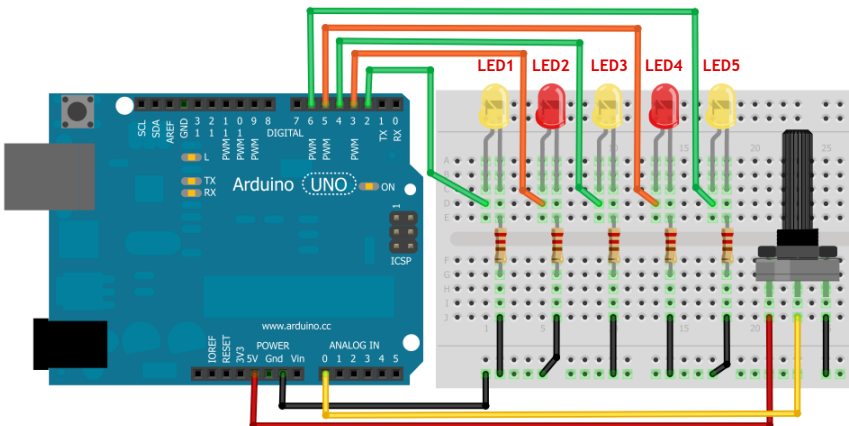 LED1 LED2 LED3 LED4 LED5
SCL
SDA
AREF
GND
13
12
PWM 11
PWM 10
PWM 9
8
DIGITAL
7
PWM 6
PWM 5
4
PWM 3
2
TX 1
RX 0
L
TX
RX
Arduino UNO
ON
1
ICSP
www.arduino.cc
POWER
ANALOG IN
IOREF
RESET
3V3
5V
Gnd
Vin
0 1 2 3 4 5
A
B
C
D
E
F
G
H
I
J
1 5 10 15 20 25
20 25